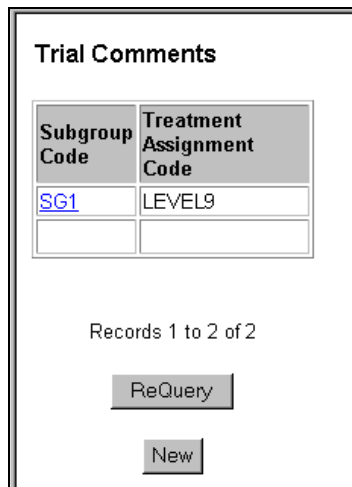 Trial Comments
Subgroup Code
Treatment Assignment Code
SG1 LEVEL9
Records 1 to 2 of 2
ReQuery
New